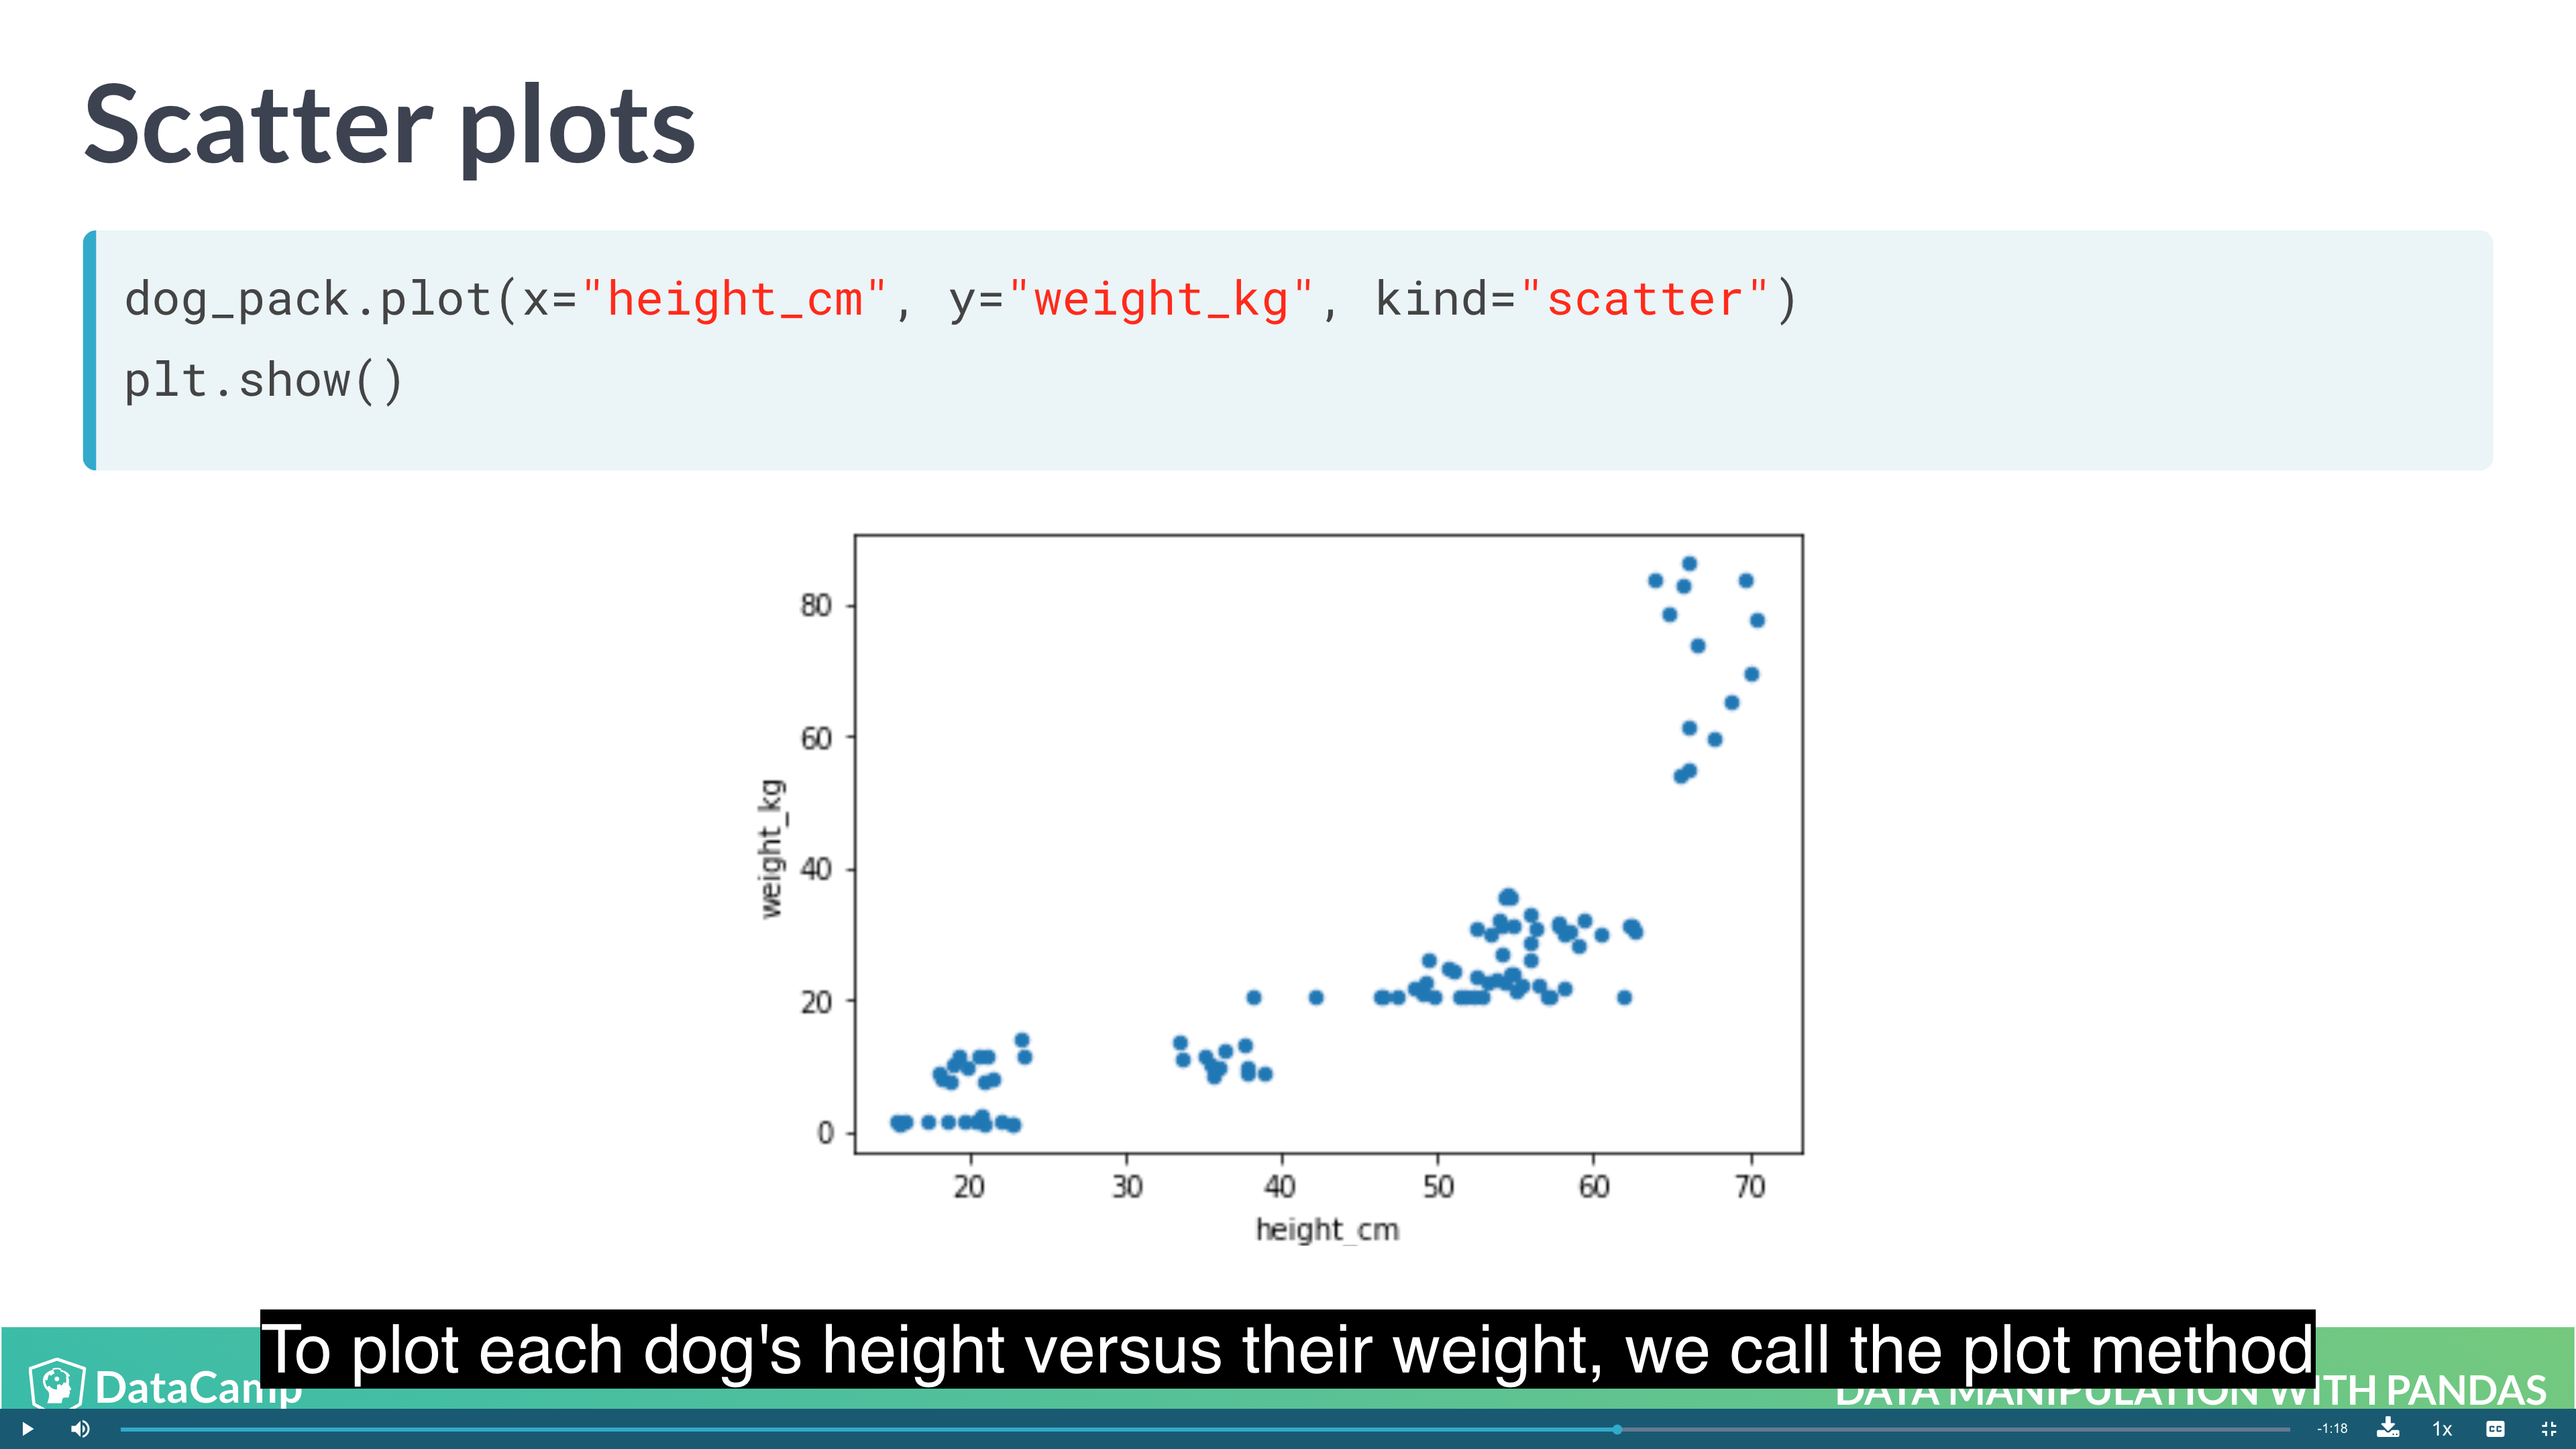 Scatter plots
dog_pack.plot(x="height_cm", y="weight_kg", kind="scatter")
plt.show()
80
60
40
20
0
weight_kg
20 30 40 50 60 70
height_cm
To plot each dog's height versus their weight, we call the plot method
DataCamp
DATA MANIPULATION WITH PANDAS
-1:18
1x
CC